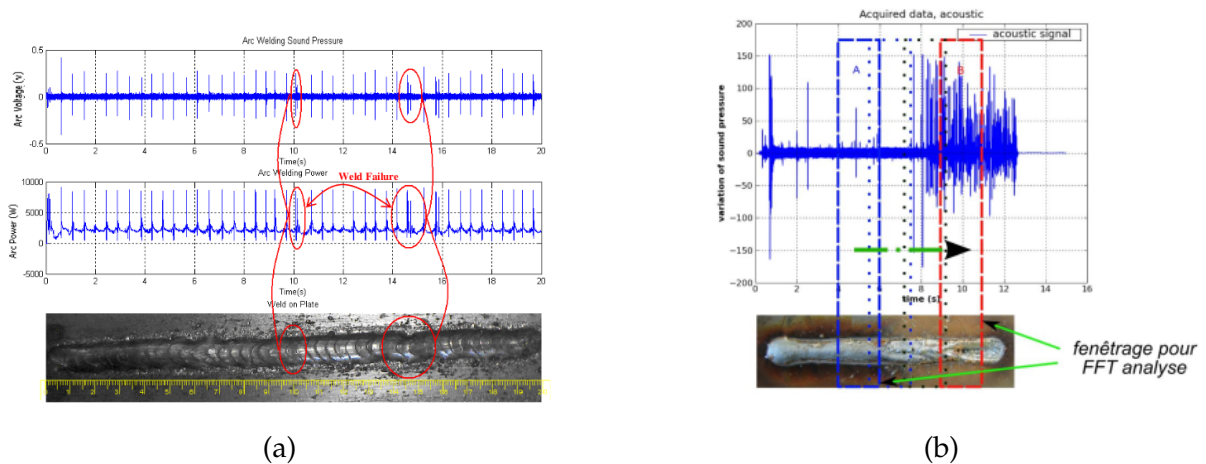 Arc Welding Sound Pressure
0.5
0
-0.5
Arc Voltage (v)
0 2 4 6 8 10 12 14 16 18 20
Time(s)
Arc Welding Power
10000
5000
0
-5000
Arc Power (W)
Weld Failure
0 2 4 6 8 10 12 14 16 18 20
Time(s)
Weld on Plate
(a)
Acquired data, acoustic
acoustic signal
A
B
200
150
100
50
0
−50
−100
−150
−200
variation of sound pressure
0 2 4 6 8 10 12 14 16
time (s)
fenêtrage pour
FFT analyse
(b)